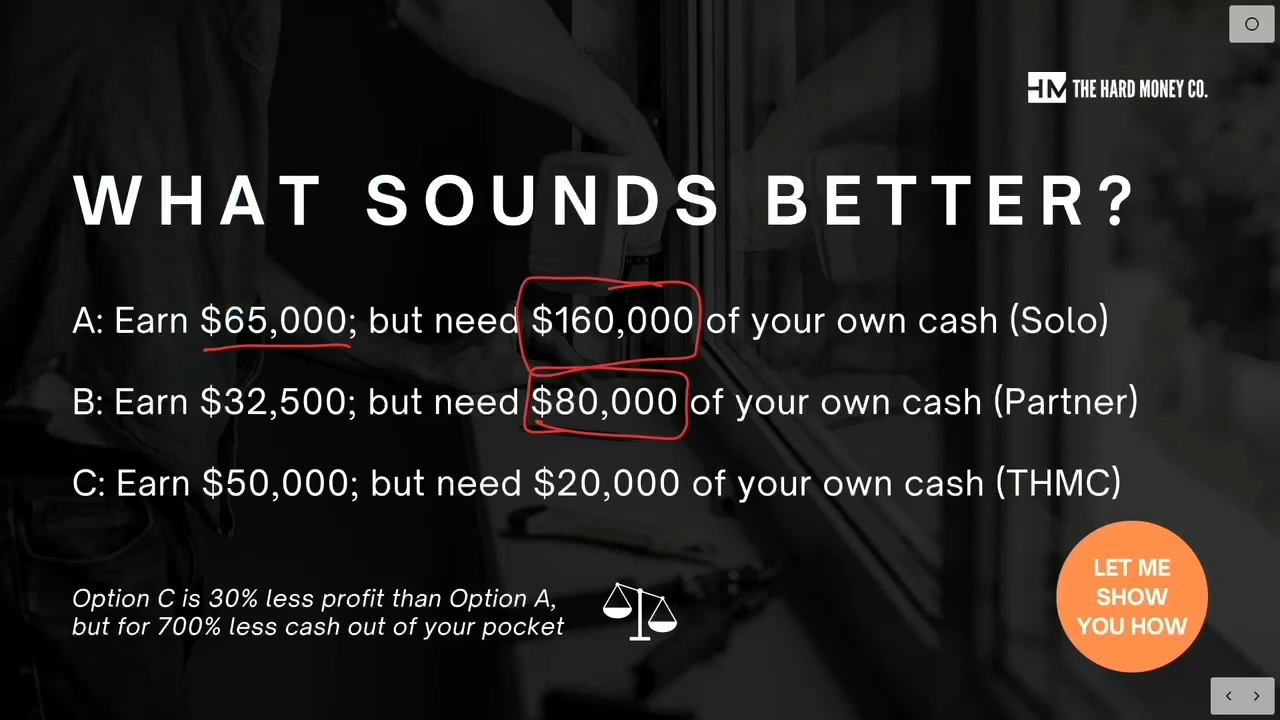 HM THE HARD MONEY CO.
WHAT SOUNDS BETTER?
A: Earn $65,000; but need $160,000 of your own cash (Solo)
B: Earn $32,500; but need $80,000 of your own cash (Partner)
C: Earn $50,000; but need $20,000 of your own cash (THMC)
Option C is 30% less profit than Option A,
but for 700% less cash out of your pocket
LET ME
SHOW
YOU HOW